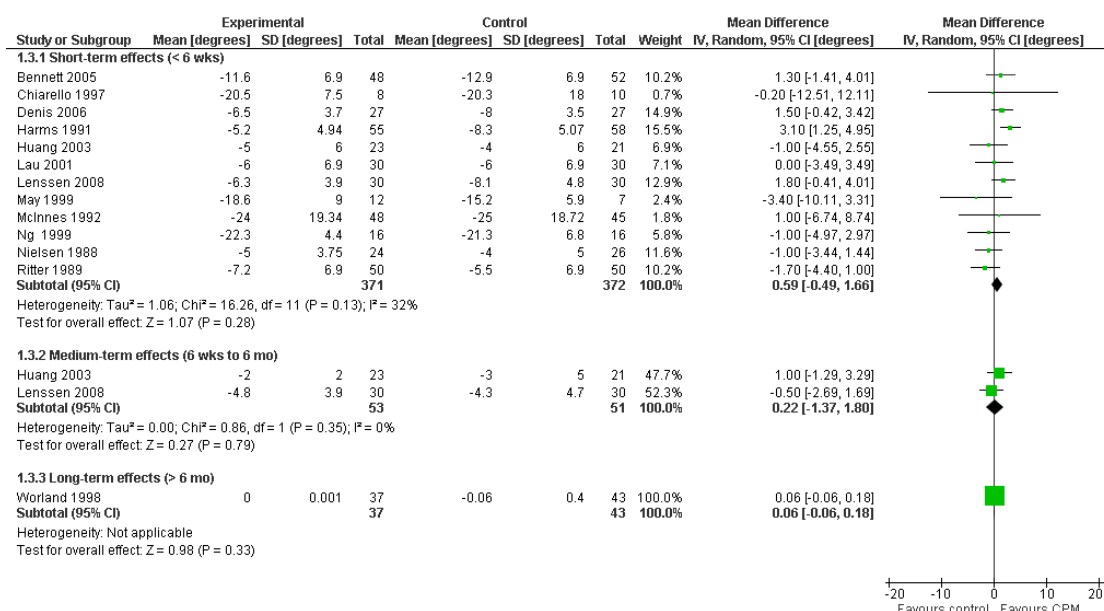 Experimental Control Mean Difference Mean Difference
Study or Subgroup Mean [degrees] SD [degrees] Total Mean [degrees] SD [degrees] Total Weight IV, Random, 95% CI [degrees] IV, Random, 95% CI [degrees]
1.3.1 Short-term effects (< 6 wks)
Bennett 2005 -11.6 6.9 48 -12.9 6.9 52 10.2% 1.30 [-1.41, 4.01]
Chiarello 1997 -20.5 7.5 8 -20.3 18 10 0.7% -0.20 [-12.51, 12.11]
Denis 2006 -6.5 3.7 27 -8 3.5 27 14.9% 1.50 [-0.42, 3.42]
Harms 1991 -5.2 4.94 55 -8.3 5.07 58 15.5% 3.10 [1.25, 4.95]
Huang 2003 -5 6 23 -4 6 21 6.9% -1.00 [-4.55, 2.55]
Lau 2001 -6 6.9 30 -6 6.9 30 7.1% 0.00 [-3.49, 3.49]
Lenssen 2008 -6.3 3.9 30 -8.1 4.8 30 12.9% 1.80 [-0.41, 4.01]
May 1999 -18.6 9 12 -15.2 5.9 7 2.4% -3.40 [-10.11, 3.31]
McInnes 1992 -24 19.34 48 -25 18.72 45 1.8% 1.00 [-6.74, 8.74]
Ng 1999 -22.3 4.4 16 -21.3 6.8 16 5.8% -1.00 [-4.97, 2.97]
Nielsen 1988 -5 3.75 24 -4 5 26 11.6% -1.00 [-3.44, 1.44]
Ritter 1989 -7.2 6.9 50 -5.5 6.9 50 10.2% -1.70 [-4.40, 1.00]
Subtotal (95% CI) 371 372 100.0% 0.59 [-0.49, 1.66]
Heterogeneity: Tau² = 1.06; Chi² = 16.26, df = 11 (P = 0.13); I² = 32%
Test for overall effect: Z = 1.07 (P = 0.28)
1.3.2 Medium-term effects (6 wks to 6 mo)
Huang 2003 -2 2 23 -3 5 21 47.7% 1.00 [-1.29, 3.29]
Lenssen 2008 -4.8 3.9 30 -4.3 4.7 30 52.3% -0.50 [-2.69, 1.69]
Subtotal (95% CI) 53 51 100.0% 0.22 [-1.37, 1.80]
Heterogeneity: Tau² = 0.00; Chi² = 0.86, df = 1 (P = 0.35); I² = 0%
Test for overall effect: Z = 0.27 (P = 0.79)
1.3.3 Long-term effects (> 6 mo)
Worland 1998 0 0.001 37 -0.06 0.4 43 100.0% 0.06 [-0.06, 0.18]
Subtotal (95% CI) 37 43 100.0% 0.06 [-0.06, 0.18]
Heterogeneity: Not applicable
Test for overall effect: Z = 0.98 (P = 0.33)
-20 -10 0 10 20
Favours control Favours CPM